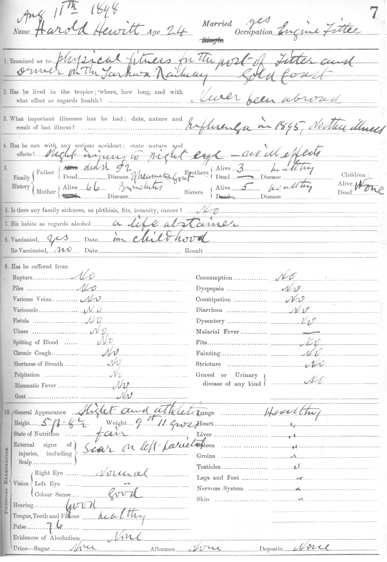 7
Aug 11th 1898
Name Harold Hewitt Age 24 Married yes Single Occupation Engine Fitter
1. Examined as to physical fitness for the post of Fitter and
driver on the Tarkwa Railway Gold Coast
2. Has he lived in the tropics; where, how long, and with
what effect as regards health? Never been abroad
3. What important illnesses has he had; date, nature and
result of last illness? Influenza in 1895, No other illness
4. Has he met with any serious accident; state nature and
effects? Slight injury to right eye - no ill effects
5. Family History
Father Alive Dead died 52 Disease Rheumatic Gout Brothers Alive 3 healthy Dead
Mother Alive 66 Dead Bronchitis Disease Sisters Alive 5 healthy Dead
Children: Alive Dead None
6. Is there any family sickness, as phthisis, fits, insanity, cancer? No
7. His habits as regards alcohol a life abstainer
8. Vaccinated, yes Date in childhood
Re-Vaccinated, no Date Result
9. Has he suffered from
Rupture No Consumption No
Piles No Dyspepsia No
Varicose Veins No Constipation No
Varicocele No Diarrhœa No
Fistula No Dysentery No
Ulcers No Malarial Fever —
Spitting of Blood No Fits No
Chronic Cough No Fainting No
Shortness of Breath No Stricture No
Palpitation No Gravel or Urinary
Rheumatic Fever No disease of any kind No
Gout No
10. General Appearance Slight and athletic Lungs Healthy
Height 5 ft 8½ Weight 9st 11 gross Heart "
State of Nutrition fair Liver "
External signs of
injuries, including
Scalp scar on left parietal Spleen "
Groins "
Vision Right Eye Normal Testicles "
Left Eye " Legs and Feet "
Colour Sense Good Nervous System "
Hearing Good Skin "
Tongue, Teeth and Fauces healthy
Pulse 76
Evidences of Alcoholism None
Urine—Sugar None Albumen None Deposits None
PHYSICAL EXAMINATION